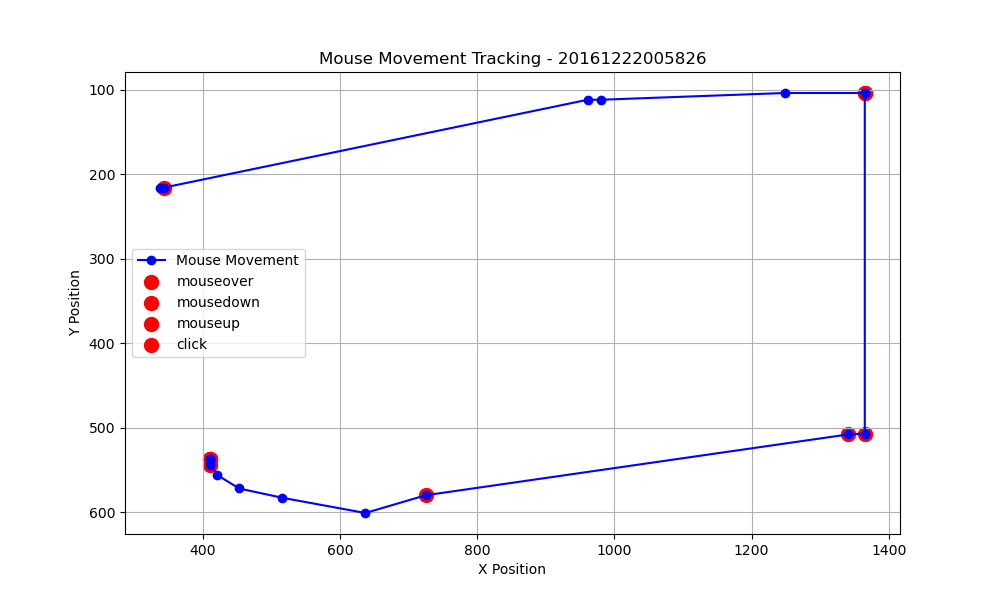 Mouse Movement Tracking - 20161222005826
100
200
300
400
500
600
Y Position
Mouse Movement
mouseover
mousedown
mouseup
click
400
600
800
1000
1200
1400
X Position